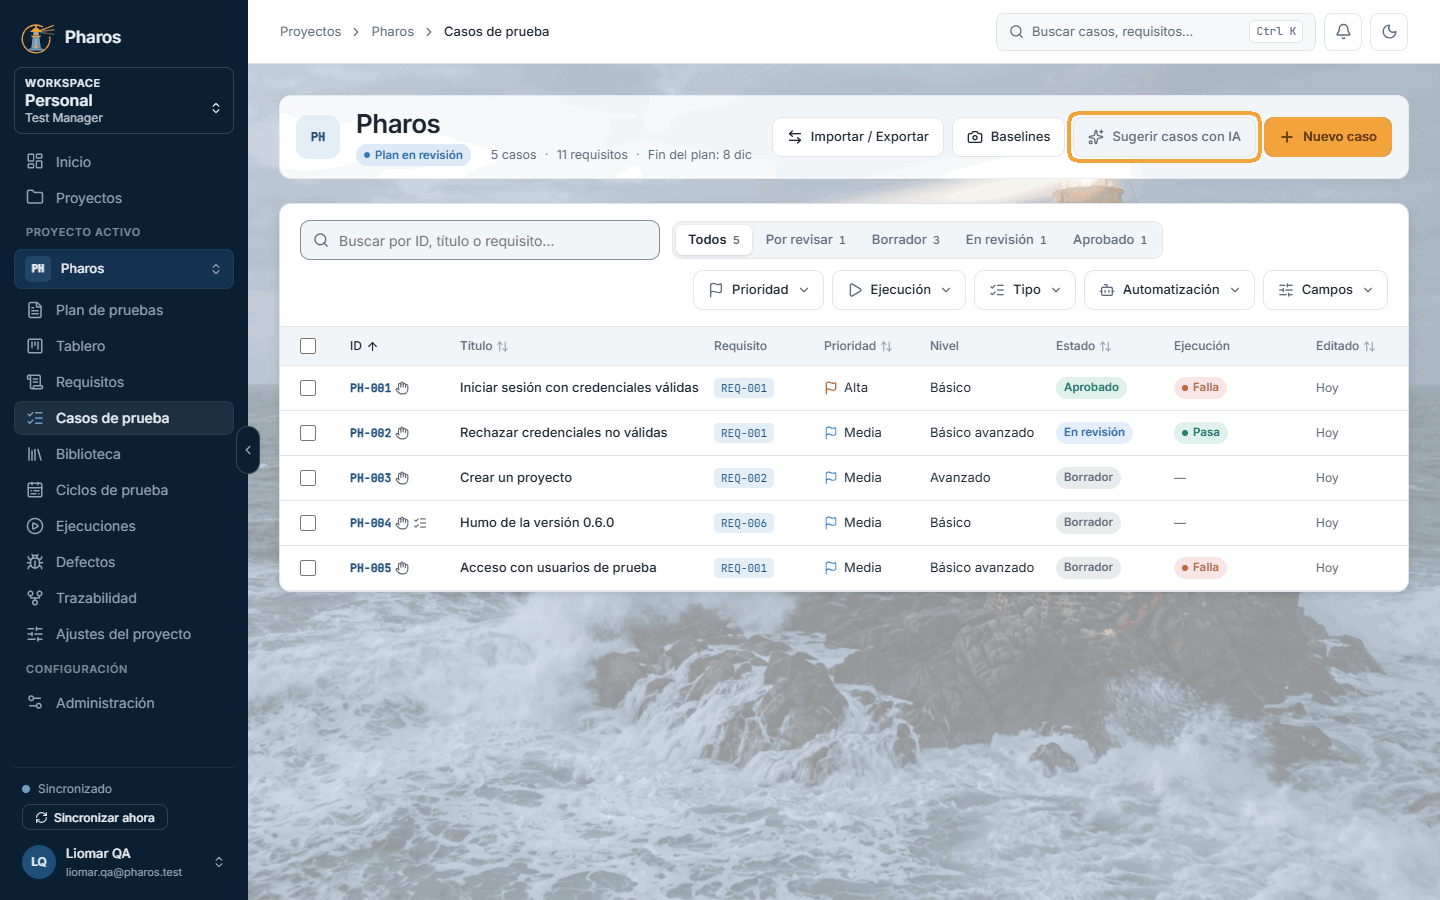 Pharos
WORKSPACE
Personal
Test Manager
Inicio
Proyectos
PROYECTO ACTIVO
PH Pharos
Plan de pruebas
Tablero
Requisitos
Casos de prueba
Biblioteca
Ciclos de prueba
Ejecuciones
Defectos
Trazabilidad
Ajustes del proyecto
CONFIGURACIÓN
Administración
Sincronizado
Sincronizar ahora
LQ Liomar QA
liomar.qa@pharos.test
Proyectos > Pharos > Casos de prueba
Buscar casos, requisitos... Ctrl K
PH Pharos
Plan en revisión 5 casos · 11 requisitos · Fin del plan: 8 dic
Importar / Exportar Baselines Sugerir casos con IA Nuevo caso
Buscar por ID, título o requisito... Todos 5 Por revisar 1 Borrador 3 En revisión 1 Aprobado 1
Prioridad Ejecución Tipo Automatización Campos
ID Título Requisito Prioridad Nivel Estado Ejecución Editado
PH-001 Iniciar sesión con credenciales válidas REQ-001 Alta Básico Aprobado Falla Hoy
PH-002 Rechazar credenciales no válidas REQ-001 Media Básico avanzado En revisión Pasa Hoy
PH-003 Crear un proyecto REQ-002 Media Avanzado Borrador — Hoy
PH-004 Humo de la versión 0.6.0 REQ-006 Media Básico Borrador — Hoy
PH-005 Acceso con usuarios de prueba REQ-001 Media Básico avanzado Borrador Falla Hoy